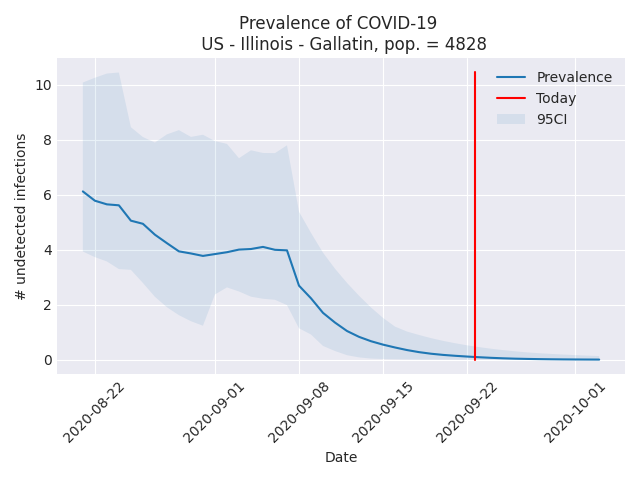 Prevalence of COVID-19
US - Illinois - Gallatin, pop. = 4828
Prevalence
Today
95CI
# undetected infections
10
8
6
4
2
0
2020-08-22
2020-09-01
2020-09-08
2020-09-15
2020-09-22
2020-10-01
Date